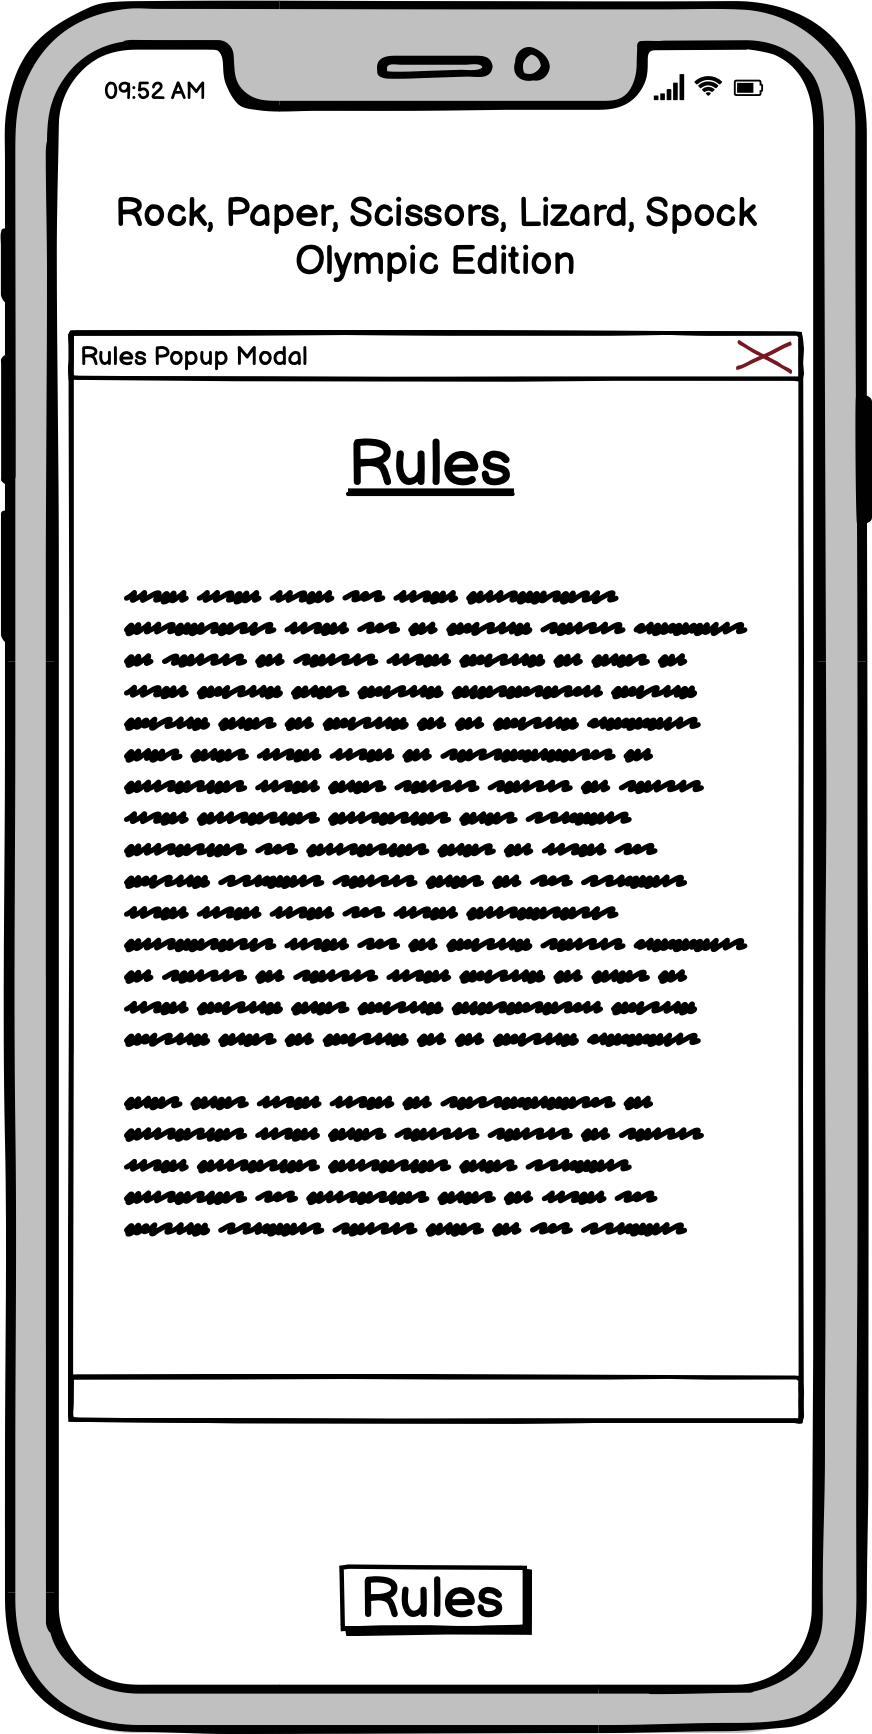 09:52 AM
Rock, Paper, Scissors, Lizard, Spock
Olympic Edition
Rules Popup Modal
Rules
Rules